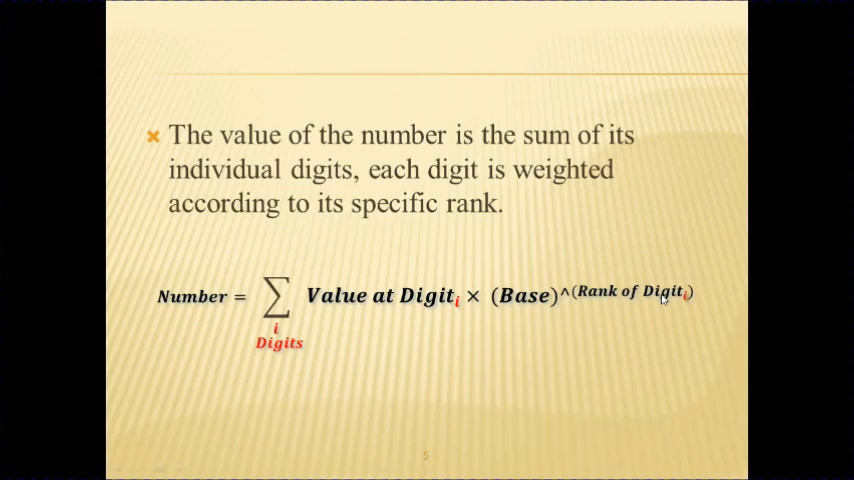 The value of the number is the sum of its
individual digits, each digit is weighted
according to its specific rank.
Number = ∑ Value at Digitᵢ × (Base)^(Rank of Digitᵢ)
i
Digits
5